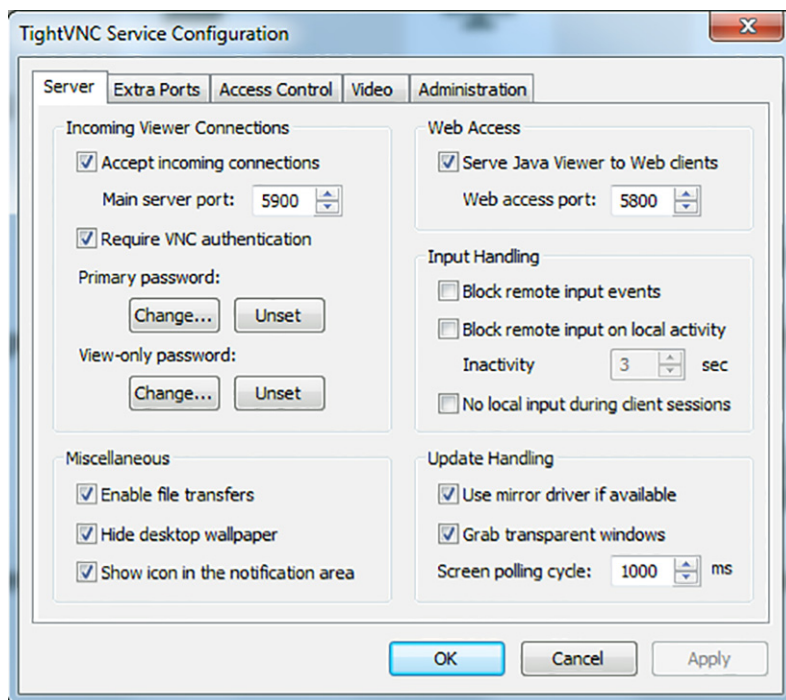 TightVNC Service Configuration
Server
Extra Ports
Access Control
Video
Administration
Incoming Viewer Connections
Accept incoming connections
Main server port: 5900
Require VNC authentication
Primary password:
Change... Unset
View-only password:
Change... Unset
Miscellaneous
Enable file transfers
Hide desktop wallpaper
Show icon in the notification area
Web Access
Serve Java Viewer to Web clients
Web access port: 5800
Input Handling
Block remote input events
Block remote input on local activity
Inactivity 3 sec
No local input during client sessions
Update Handling
Use mirror driver if available
Grab transparent windows
Screen polling cycle: 1000 ms
OK Cancel Apply